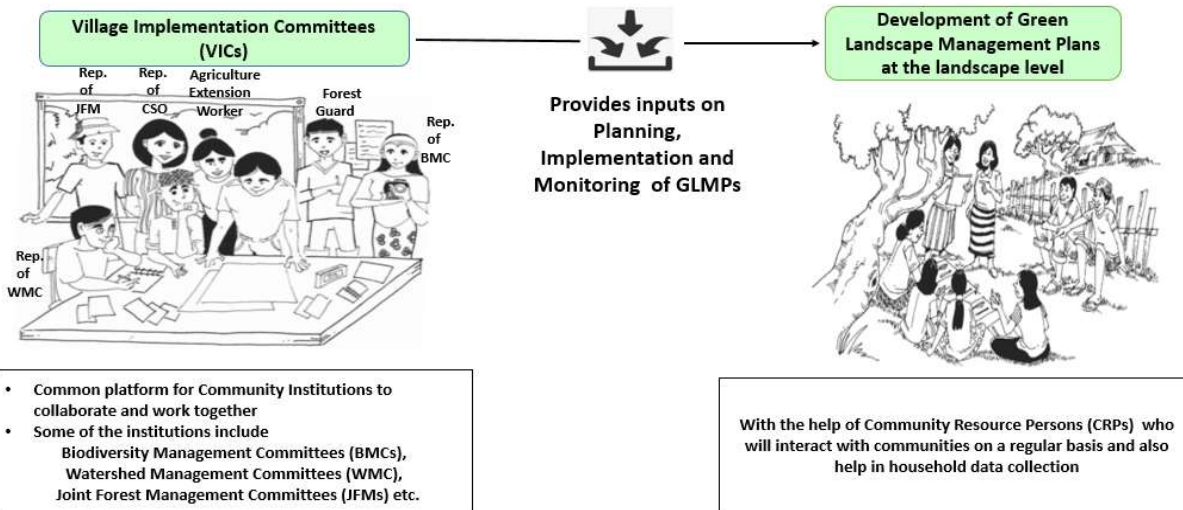 Village Implementation Committees
(VICs)
Rep.
of
JFM
Rep.
of
CSO
Agriculture
Extension
Worker
Forest
Guard
Rep.
of
BMC
Rep.
of
WMC
Provides inputs on
Planning,
Implementation and
Monitoring of GLMPs
Development of Green
Landscape Management Plans
at the landscape level
• Common platform for Community Institutions to
collaborate and work together
• Some of the institutions include
Biodiversity Management Committees (BMCs),
Watershed Management Committees (WMC),
Joint Forest Management Committees (JFMs) etc.
With the help of Community Resource Persons (CRPs) who
will interact with communities on a regular basis and also
help in household data collection